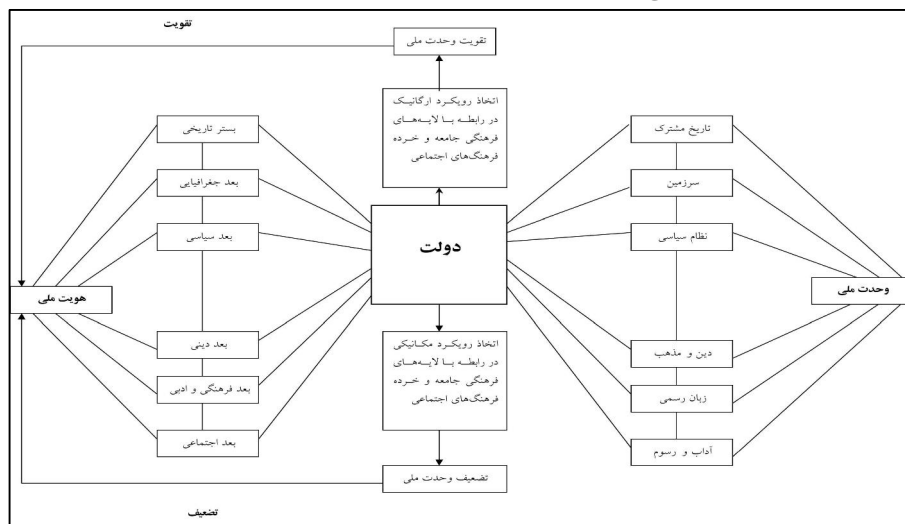 تقویت
تقویت وحدت ملی
اتخاذ رویکرد ارگانیک
در رابطه با لایه‌های
فرهنگی جامعه و خرده
فرهنگ‌های اجتماعی
تاریخ مشترک
سرزمین
نظام سیاسی
دین و مذهب
زبان رسمی
آداب و رسوم
وحدت ملی
دولت
بستر تاریخی
بعد جغرافیایی
بعد سیاسی
بعد دینی
بعد فرهنگی و ادبی
بعد اجتماعی
هویت ملی
اتخاذ رویکرد مکانیکی
در رابطه با لایه‌های
فرهنگی جامعه و خرده
فرهنگ‌های اجتماعی
تضعیف وحدت ملی
تضعیف